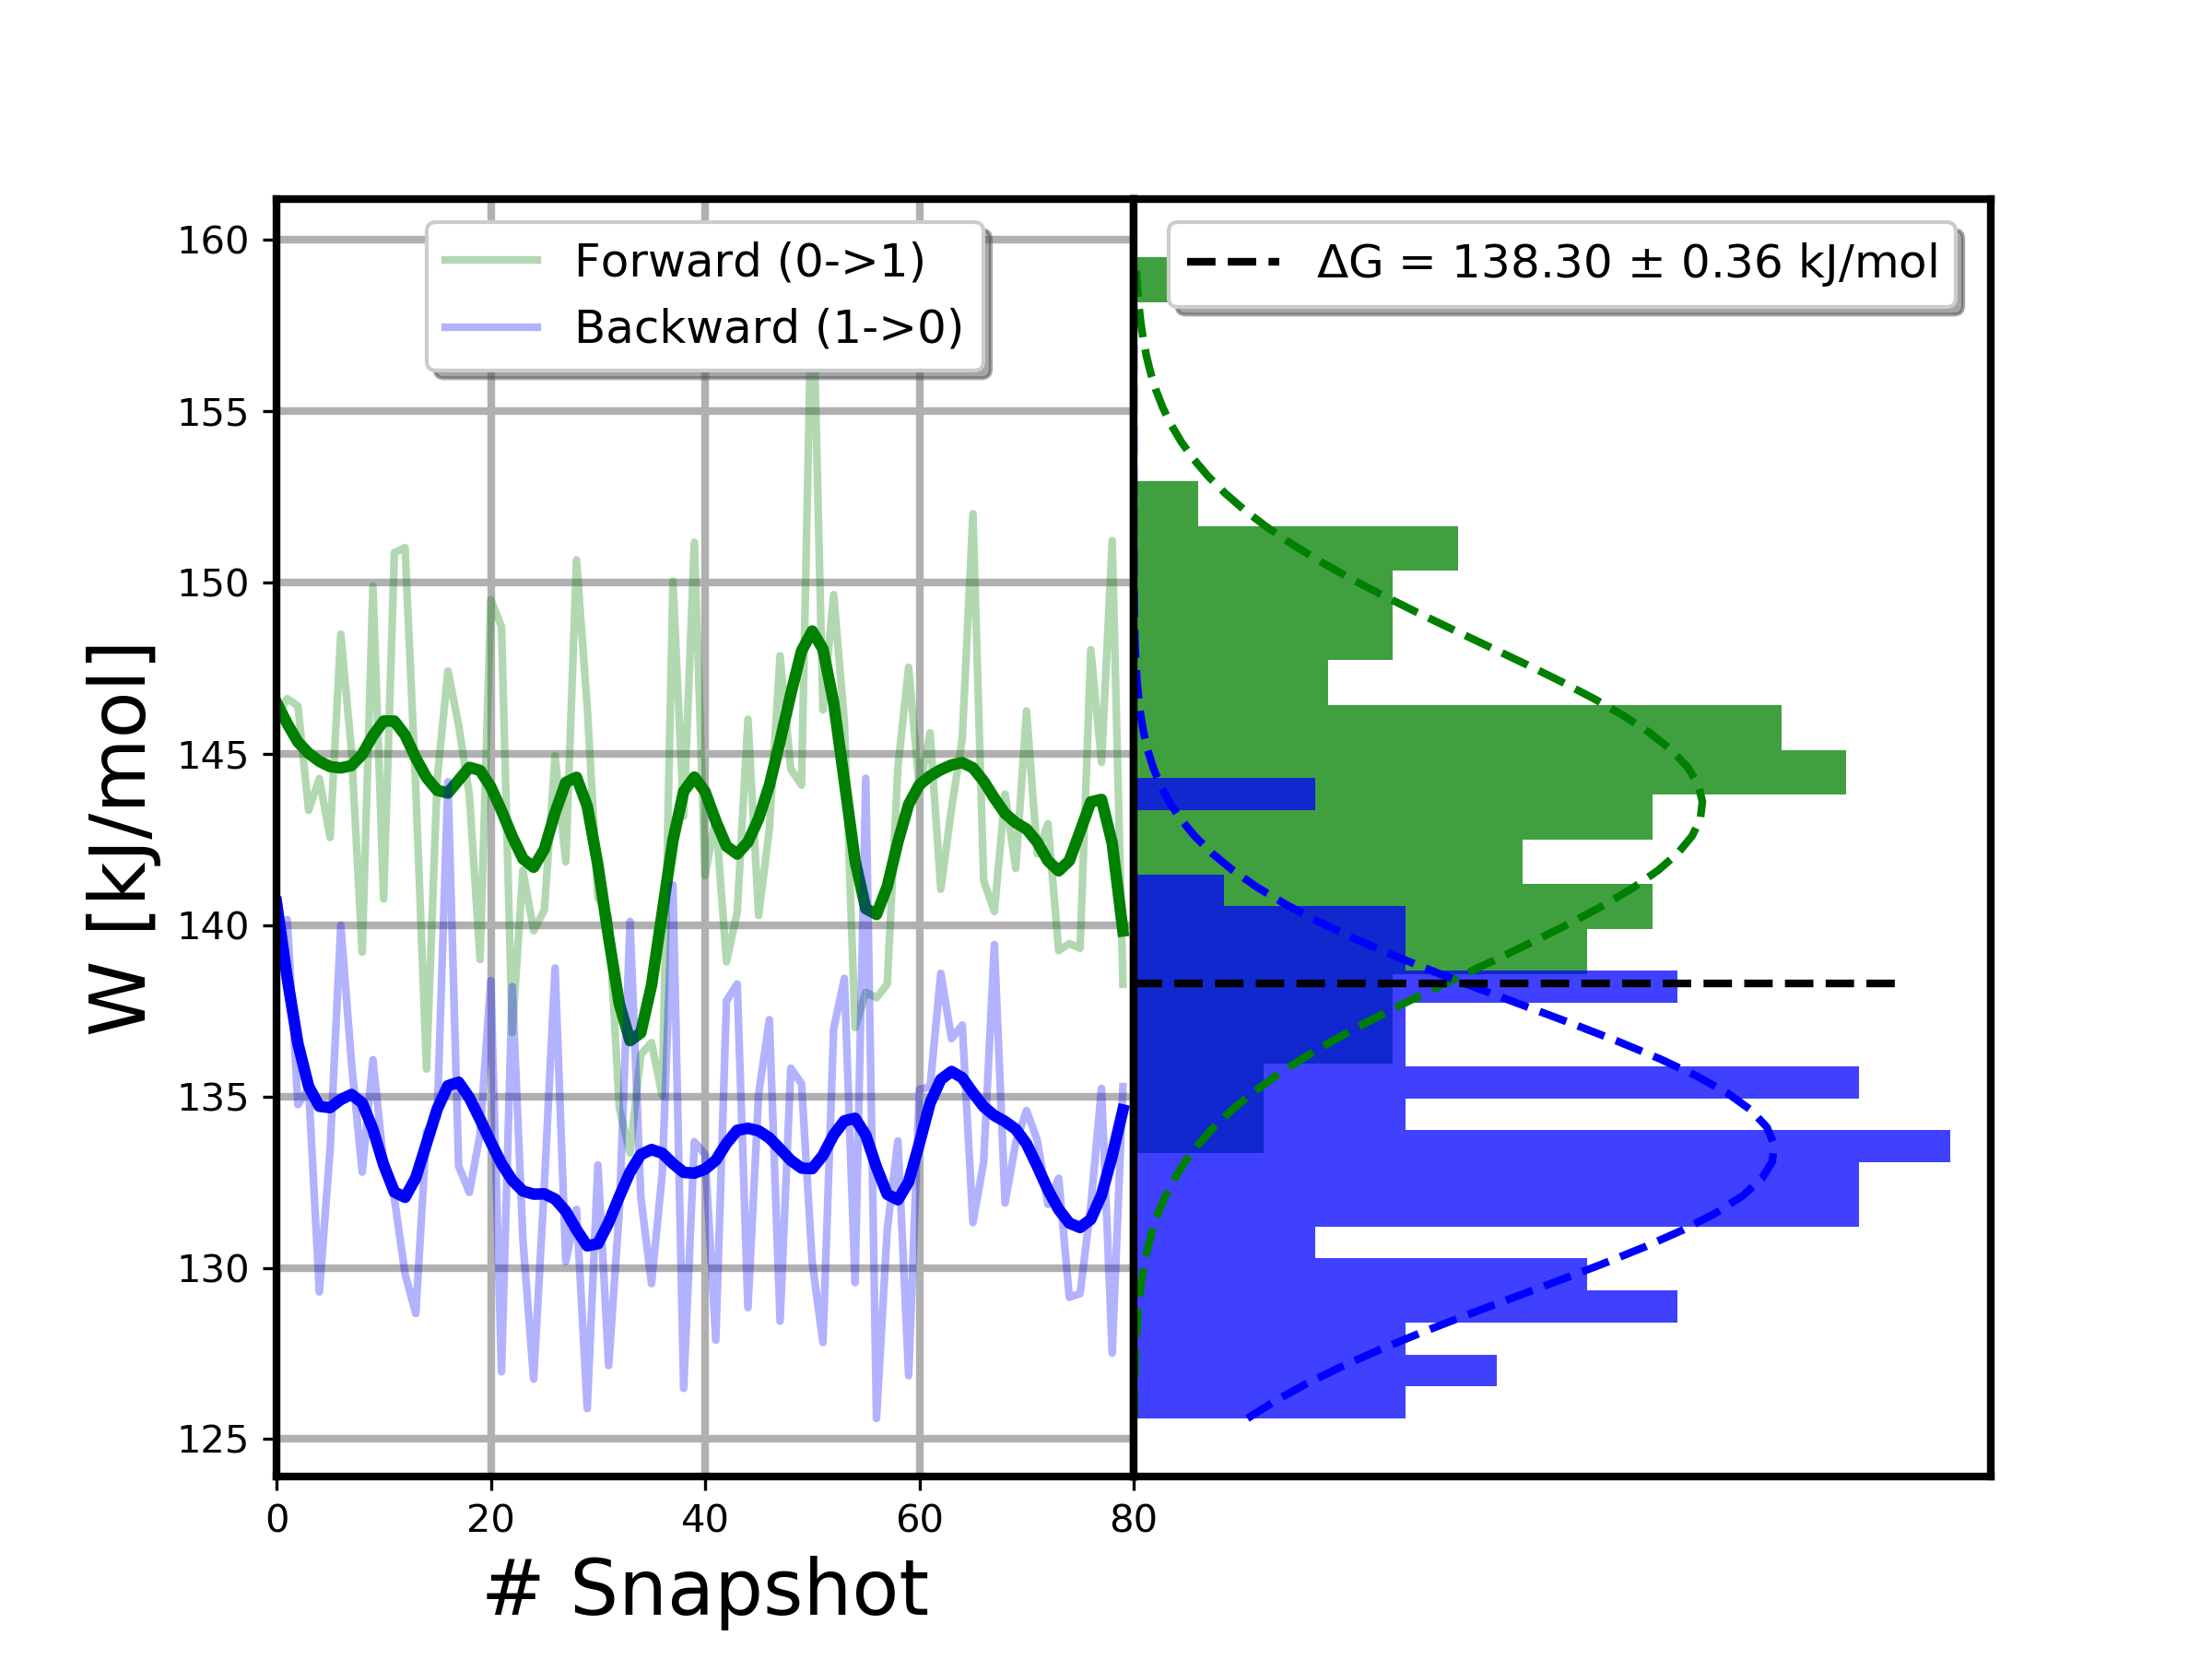 Forward (0->1)
Backward (1->0)
ΔG = 138.30 ± 0.36 kJ/mol
W [kJ/mol]
160
155
150
145
140
135
130
125
0 20 40 60 80
# Snapshot